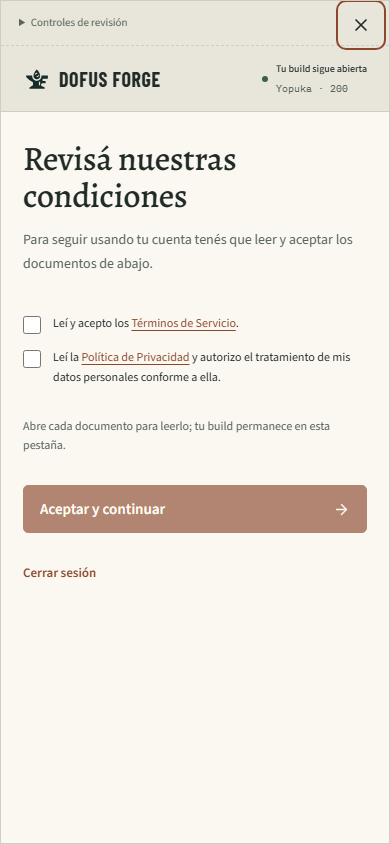 Controles de revisión
DOFUS FORGE
Tu build sigue abierta
Yopuka · 200
Revisá nuestras
condiciones
Para seguir usando tu cuenta tenés que leer y aceptar los
documentos de abajo.
Leí y acepto los Términos de Servicio.
Leí la Política de Privacidad y autorizo el tratamiento de mis
datos personales conforme a ella.
Abre cada documento para leerlo; tu build permanece en esta
pestaña.
Aceptar y continuar
Cerrar sesión